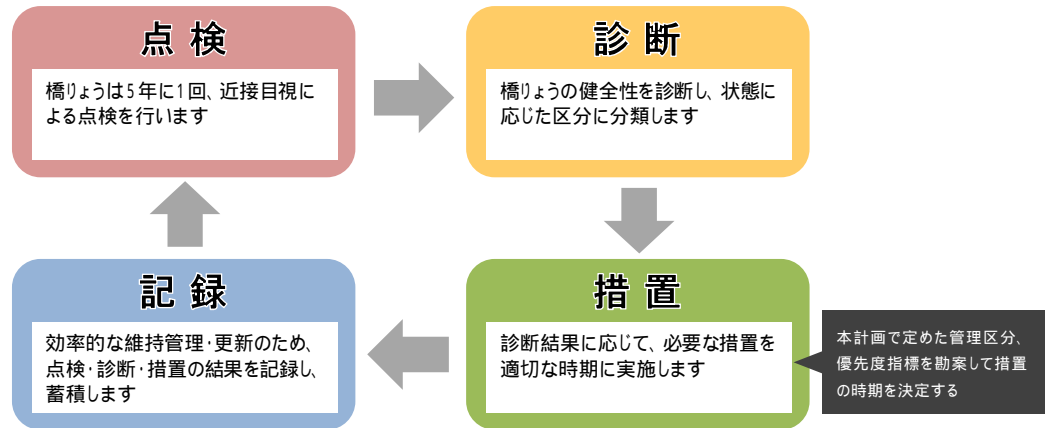 点検
橋りょうは5年に1回、近接目視に
よる点検を行います
診断
橋りょうの健全性を診断し、状態に
応じた区分に分類します
措置
診断結果に応じて、必要な措置を
適切な時期に実施します
本計画で定めた管理区分、
優先度指標を勘案して措置
の時期を決定する
記録
効率的な維持管理・更新のため、
点検・診断・措置の結果を記録し、
蓄積します